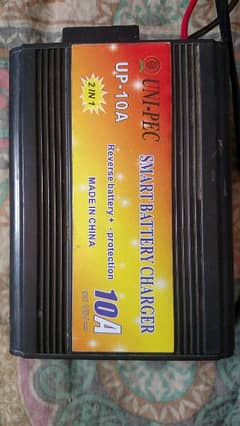 UNI-PEC
SMART BATTERY CHARGER
UP-10A
2 IN 1
Reverse battery + - protection
MADE IN CHINA
10A